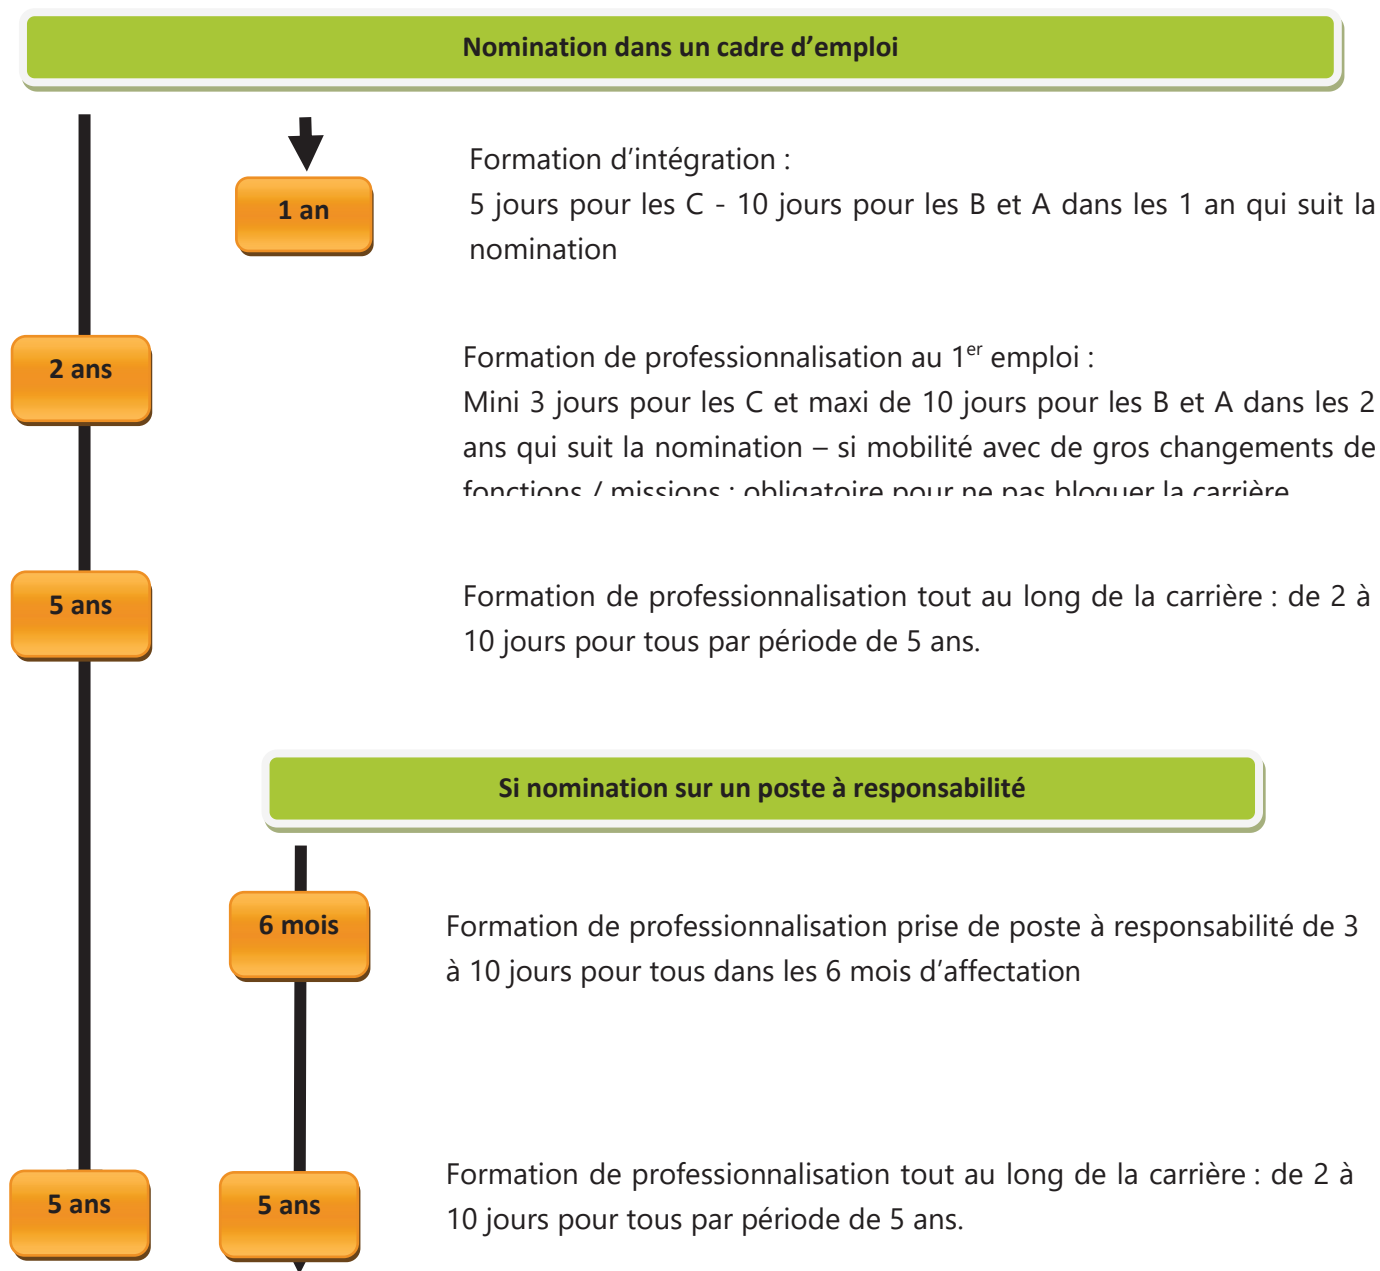 Nomination dans un cadre d’emploi
1 an
Formation d’intégration :
5 jours pour les C - 10 jours pour les B et A dans les 1 an qui suit la
nomination
2 ans
Formation de professionnalisation au 1er emploi :
Mini 3 jours pour les C et maxi de 10 jours pour les B et A dans les 2
ans qui suit la nomination – si mobilité avec de gros changements de
fonctions / missions : obligatoire pour ne pas bloquer la carrière
5 ans
Formation de professionnalisation tout au long de la carrière : de 2 à
10 jours pour tous par période de 5 ans.
Si nomination sur un poste à responsabilité
6 mois
Formation de professionnalisation prise de poste à responsabilité de 3
à 10 jours pour tous dans les 6 mois d’affectation
5 ans
5 ans
Formation de professionnalisation tout au long de la carrière : de 2 à
10 jours pour tous par période de 5 ans.